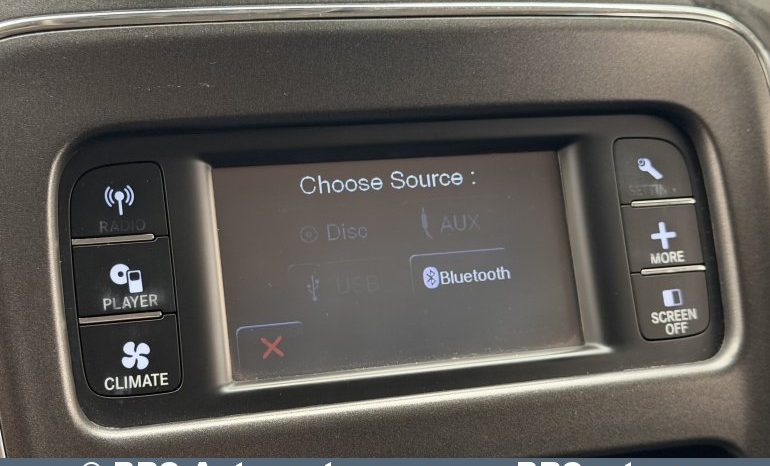 Choose Source :
Disc
AUX
USB
Bluetooth
RADIO
PLAYER
CLIMATE
MORE
SCREEN
OFF